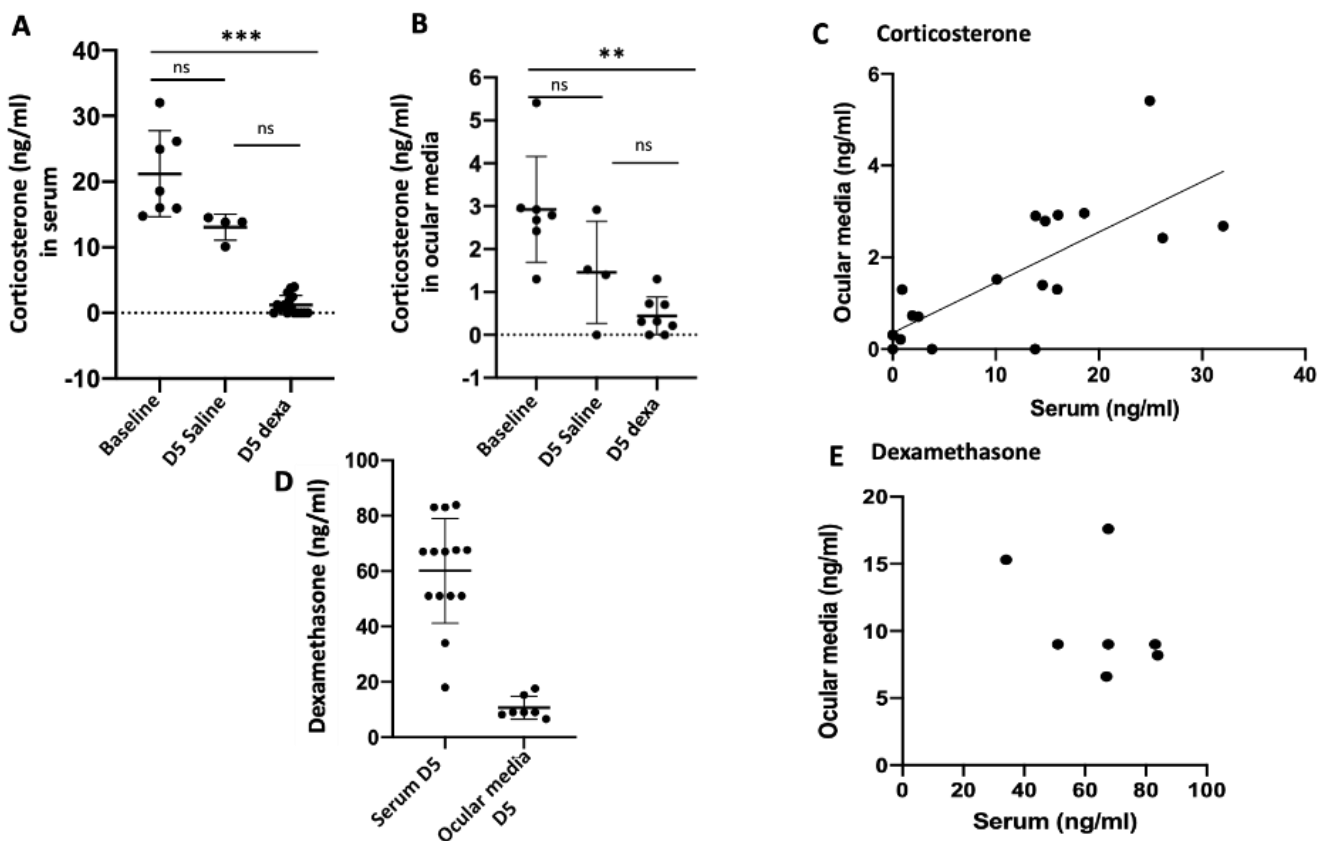 A
***
ns
ns
Corticosterone (ng/ml)
in serum
40
30
20
10
0
-10
Baseline
D5 Saline
D5 dexa
B
**
ns
ns
Corticosterone (ng/ml)
in ocular media
6
5
4
3
2
1
0
-1
Baseline
D5 Saline
D5 dexa
C Corticosterone
Ocular media (ng/ml)
6
4
2
0
0 10 20 30 40
Serum (ng/ml)
D
Dexamethasone (ng/ml)
100
80
60
40
20
0
Serum D5
Ocular media
D5
E Dexamethasone
Ocular media (ng/ml)
20
15
10
5
0
0 20 40 60 80 100
Serum (ng/ml)